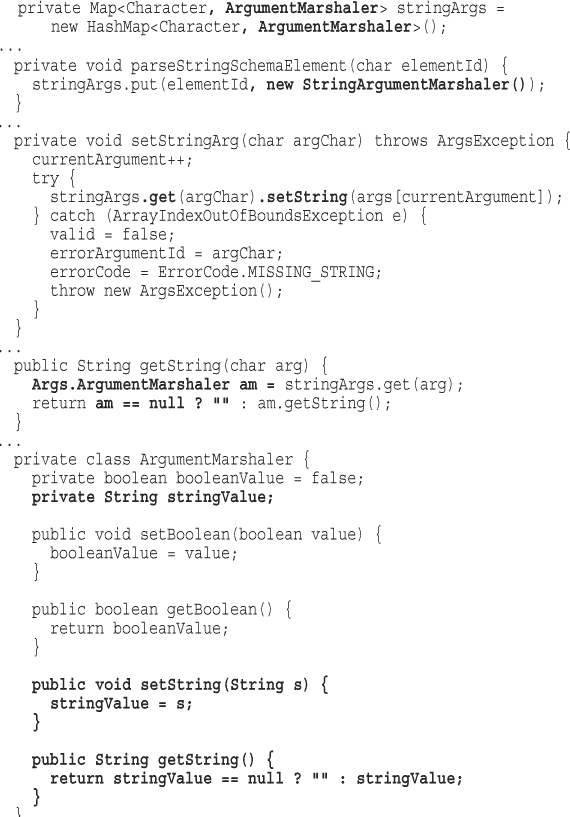 private Map<Character, ArgumentMarshaler> stringArgs =
new HashMap<Character, ArgumentMarshaler>();
...
private void parseStringSchemaElement(char elementId) {
stringArgs.put(elementId, new StringArgumentMarshaler());
}
...
private void setStringArg(char argChar) throws ArgsException {
currentArgument++;
try {
stringArgs.get(argChar).setString(args[currentArgument]);
} catch (ArrayIndexOutOfBoundsException e) {
valid = false;
errorArgumentId = argChar;
errorCode = ErrorCode.MISSING_STRING;
throw new ArgsException();
}
}
...
public String getString(char arg) {
Args.ArgumentMarshaler am = stringArgs.get(arg);
return am == null ? "" : am.getString();
}
...
private class ArgumentMarshaler {
private boolean booleanValue = false;
private String stringValue;
public void setBoolean(boolean value) {
booleanValue = value;
}
public boolean getBoolean() {
return booleanValue;
}
public void setString(String s) {
stringValue = s;
}
public String getString() {
return stringValue == null ? "" : stringValue;
}
}